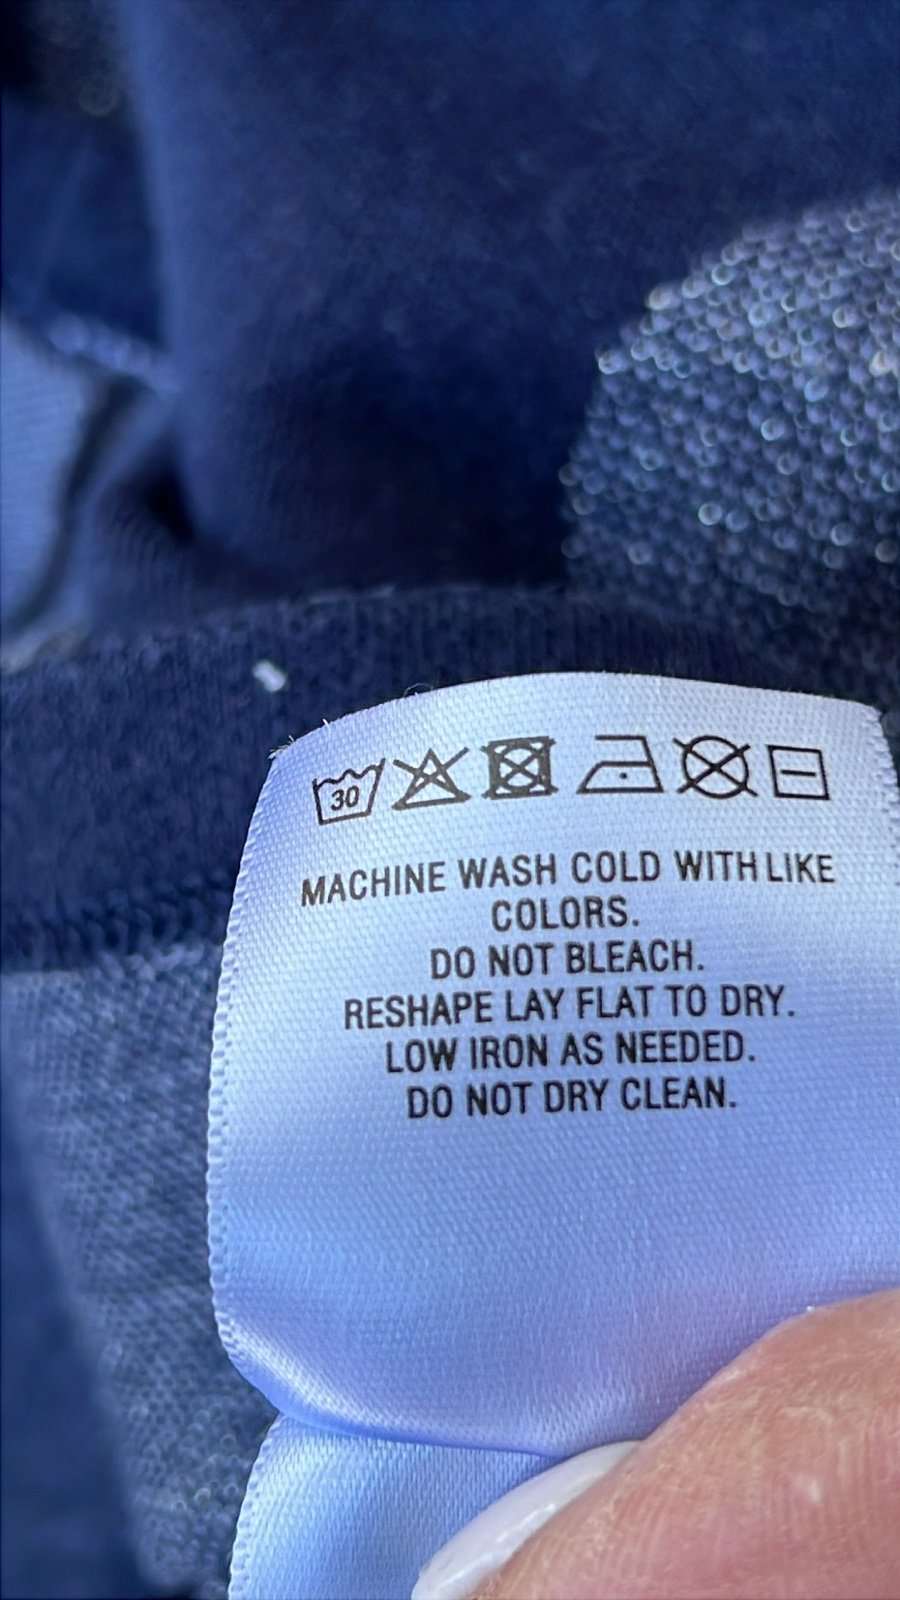 30
MACHINE WASH COLD WITH LIKE
COLORS.
DO NOT BLEACH.
RESHAPE LAY FLAT TO DRY.
LOW IRON AS NEEDED.
DO NOT DRY CLEAN.